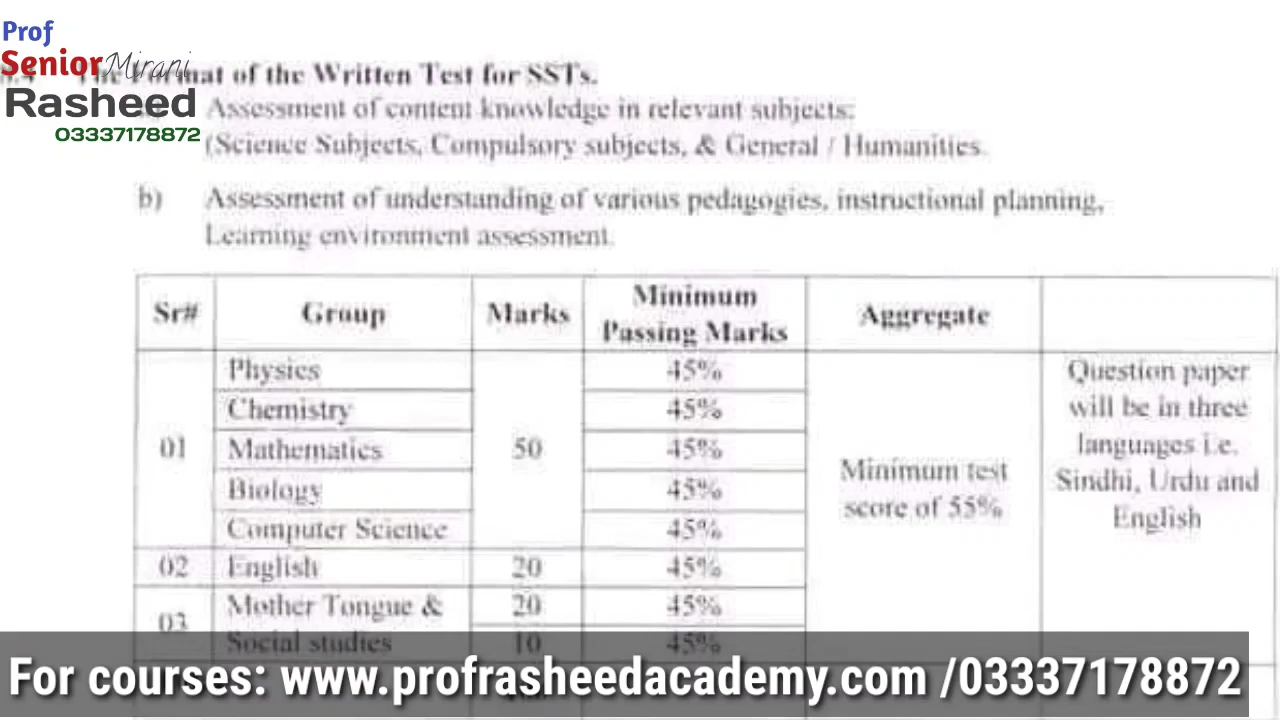 Prof
Senior Mirani
Rasheed
03337178872
The Format of the Written Test for SSTs.
Assessment of content knowledge in relevant subjects:
(Science Subjects, Compulsory subjects, & General / Humanities.
b) Assessment of understanding of various pedagogies, instructional planning,
Learning environment assessment.
Sr# Group Marks Minimum Passing Marks Aggregate
01 Physics 50 45% Minimum test score of 55% Question paper will be in three languages i.e. Sindhi, Urdu and English
Chemistry 45%
Mathematics 45%
Biology 45%
Computer Science 45%
02 English 20 45%
03 Mother Tongue & 20 45%
Social studies 10 45%
For courses: www.profrasheedacademy.com /03337178872